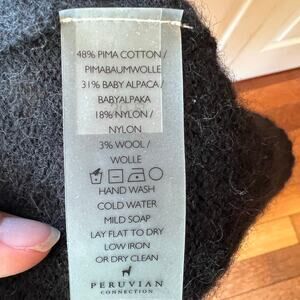 48% PIMA COTTON /
PIMABAUMWOLLE
31% BABY ALPACA /
BABYALPAKA
18% NYLON /
NYLON
3% WOOL /
WOLLE
HAND WASH
COLD WATER
MILD SOAP
LAY FLAT TO DRY
LOW IRON
OR DRY CLEAN
PERUVIAN
CONNECTION